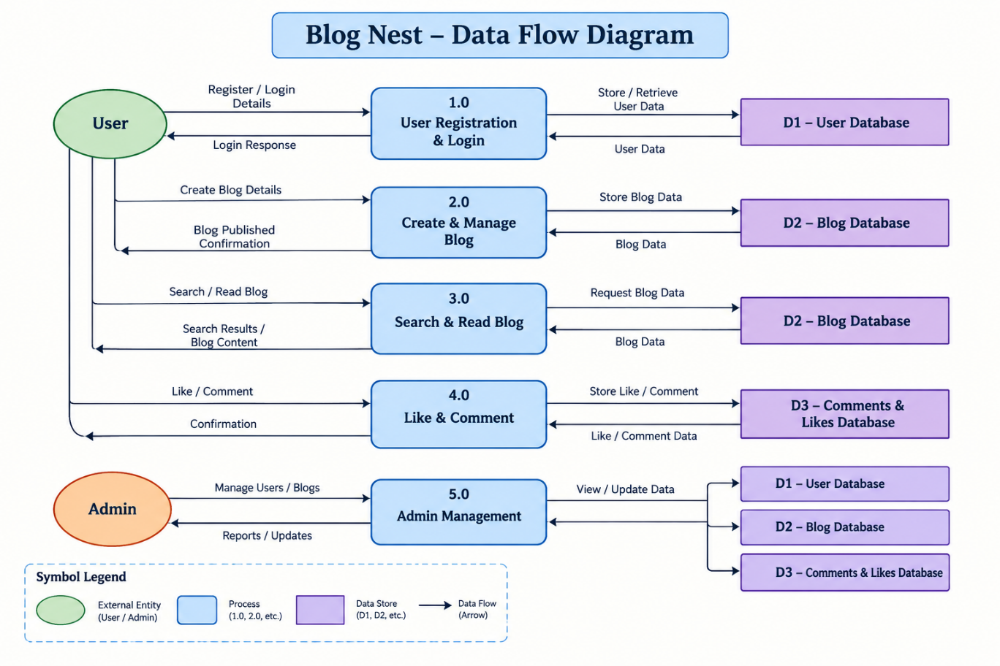 Blog Nest – Data Flow Diagram
User
Register / Login
Details
Login Response
1.0
User Registration
& Login
Store / Retrieve
User Data
User Data
D1 – User Database
Create Blog Details
Blog Published
Confirmation
2.0
Create & Manage
Blog
Store Blog Data
Blog Data
D2 – Blog Database
Search / Read Blog
Search Results /
Blog Content
3.0
Search & Read Blog
Request Blog Data
Blog Data
D2 – Blog Database
Like / Comment
Confirmation
4.0
Like & Comment
Store Like / Comment
Like / Comment Data
D3 – Comments &
Likes Database
Admin
Manage Users / Blogs
Reports / Updates
5.0
Admin Management
View / Update Data
D1 – User Database
D2 – Blog Database
D3 – Comments & Likes Database
Symbol Legend
External Entity
(User / Admin)
Process
(1.0, 2.0, etc.)
Data Store
(D1, D2, etc.)
Data Flow
(Arrow)